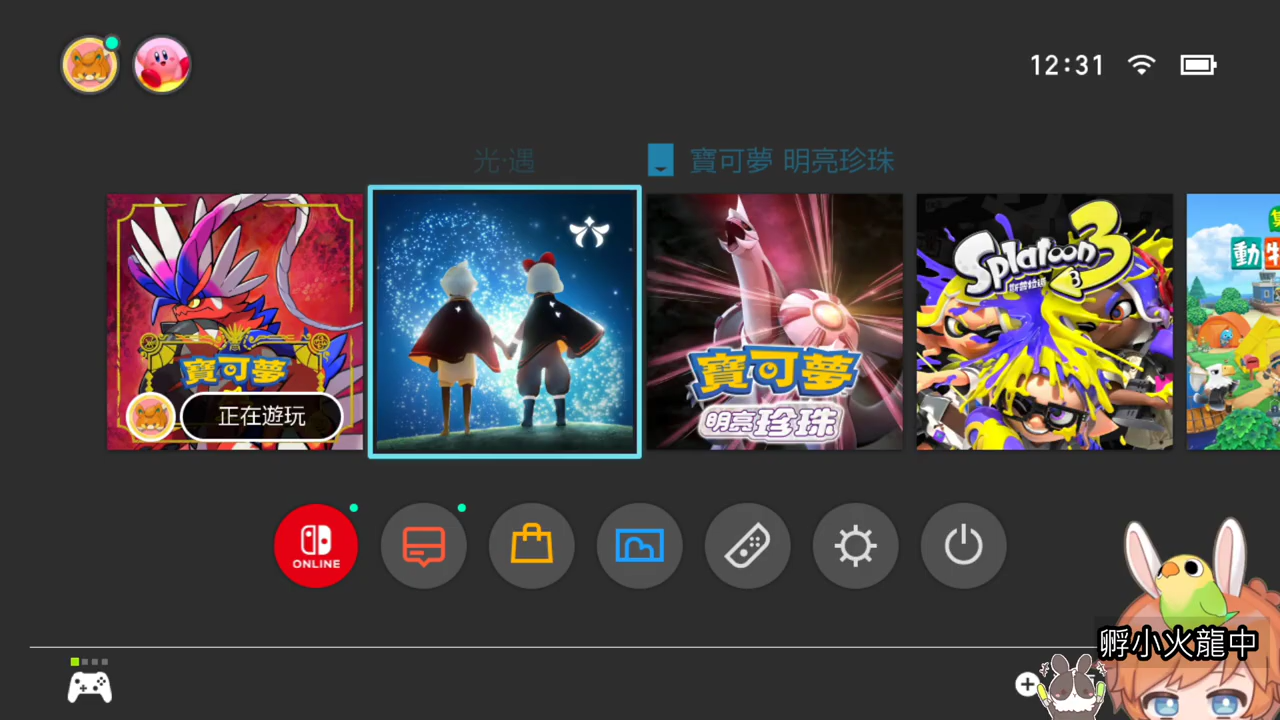 12:31
光·遇
寶可夢 明亮珍珠
寶可夢
正在遊玩
寶可夢
明亮珍珠
Splatoon 3
動
ONLINE
孵小火龍中